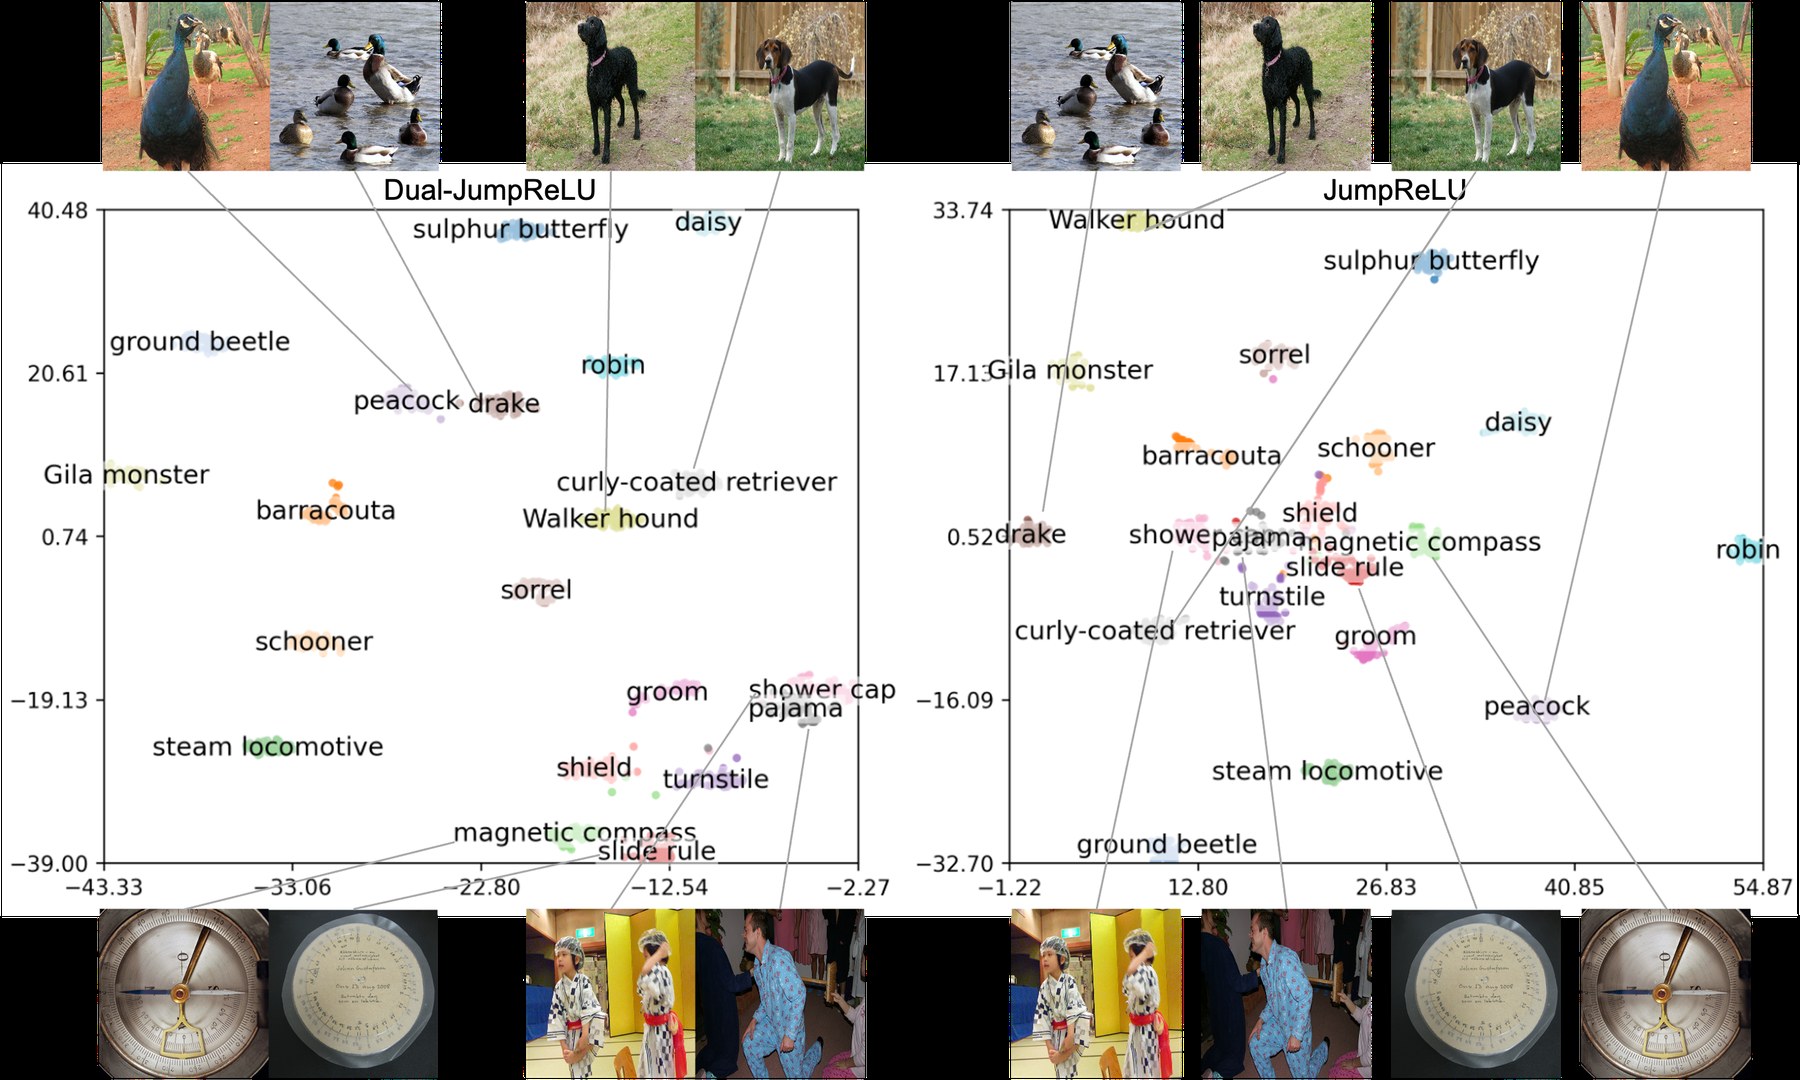 Dual-JumpReLU
40.48
20.61
0.74
−19.13
−39.00
−43.33
−33.06
−22.80
−12.54
−2.27
sulphur butterfly
daisy
ground beetle
robin
peacock
drake
Gila monster
curly-coated retriever
barracouta
Walker hound
sorrel
schooner
groom
shower cap
pajama
steam locomotive
shield
turnstile
magnetic compass
slide rule
JumpReLU
33.74
17.13
0.52
−16.09
−32.70
−1.22
12.80
26.83
40.85
54.87
Walker hound
sulphur butterfly
sorrel
Gila monster
daisy
schooner
barracouta
shield
drake
showe
pajama
magnetic compass
robin
slide rule
turnstile
curly-coated retriever
groom
peacock
steam locomotive
ground beetle